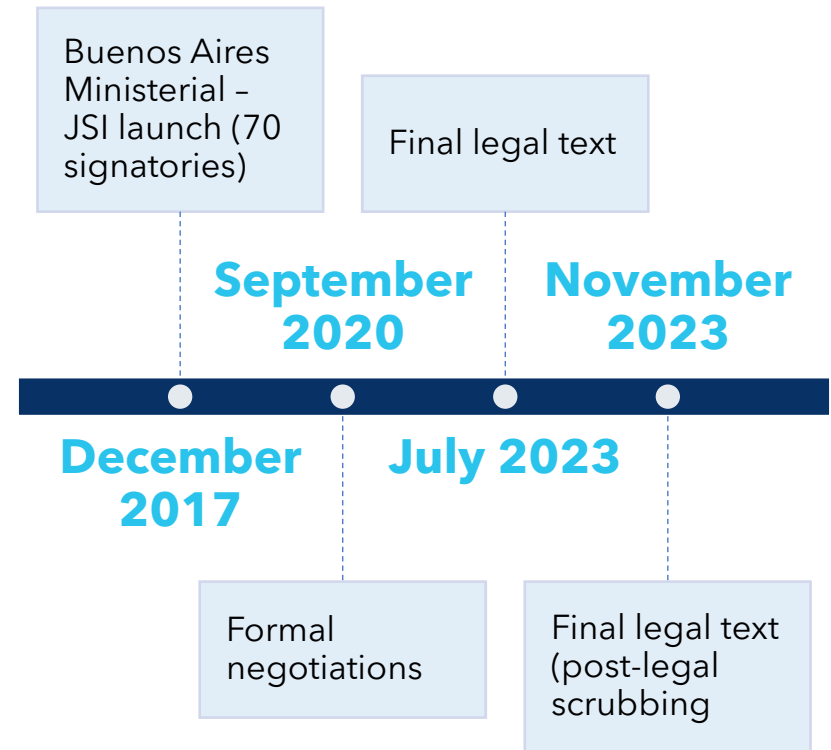 Buenos Aires
Ministerial –
JSI launch (70
signatories)
Final legal text
September
2020
November
2023
December
2017
July 2023
Formal
negotiations
Final legal text
(post-legal
scrubbing